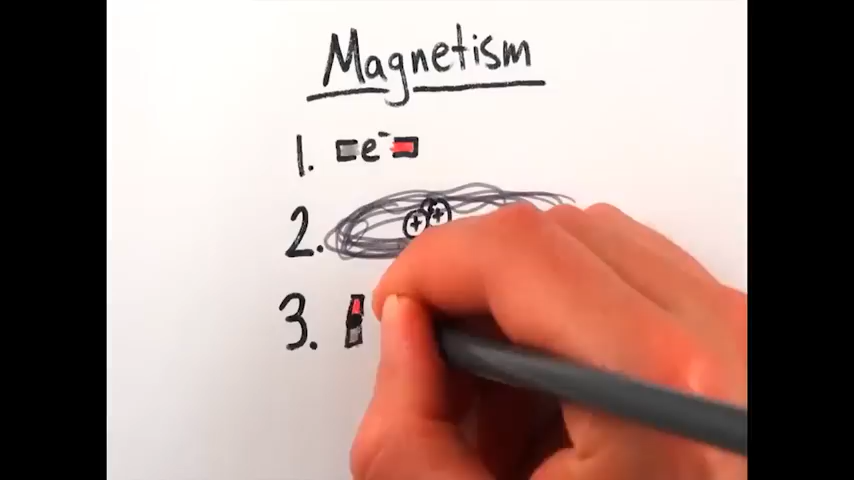 Magnetism
1. e⁻
2. + +
3.